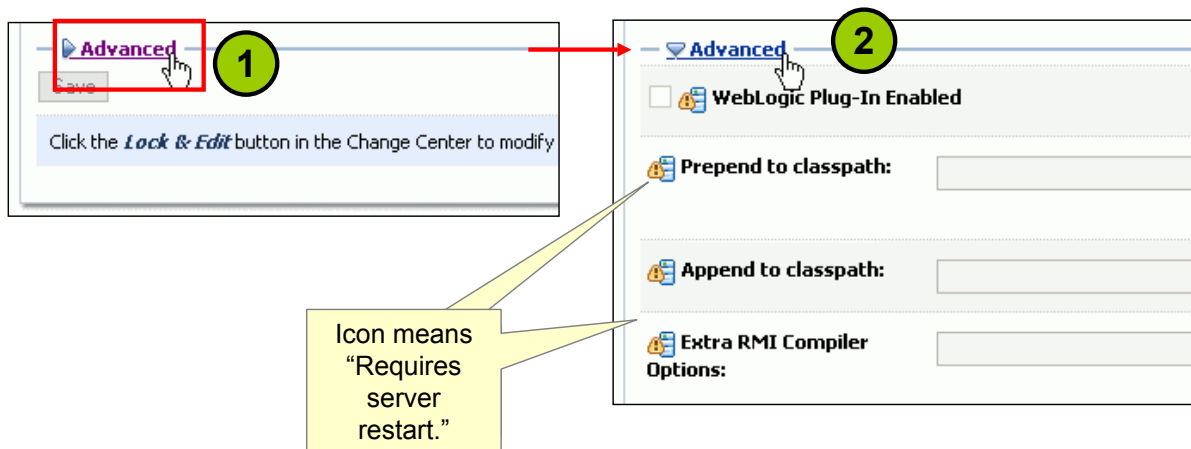 Advanced
1
Save
Click the Lock & Edit button in the Change Center to modify
Advanced
2
WebLogic Plug-In Enabled
Prepend to classpath:
Append to classpath:
Extra RMI Compiler
Options:
Icon means
“Requires
server
restart.”